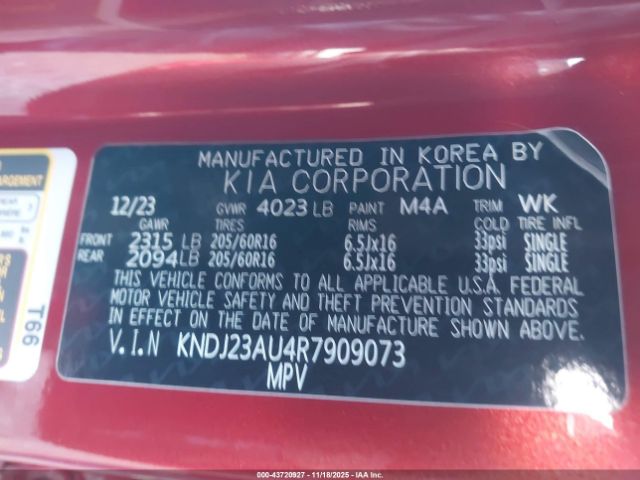 MANUFACTURED IN KOREA BY
KIA CORPORATION
12/23 GVWR 4023 LB PAINT M4A TRIM WK
GAWR TIRES RIMS COLD TIRE INFL
FRONT 2315 LB 205/60R16 6.5Jx16 33psi SINGLE
REAR 2094 LB 205/60R16 6.5Jx16 33psi SINGLE
THIS VEHICLE CONFORMS TO ALL APPLICABLE U.S.A. FEDERAL
MOTOR VEHICLE SAFETY AND THEFT PREVENTION STANDARDS
IN EFFECT ON THE DATE OF MANUFACTURE SHOWN ABOVE.
V.I.N KNDJ23AU4R7909073
MPV
T66
000-43720927 - 11/18/2025 - IAAI, INC.